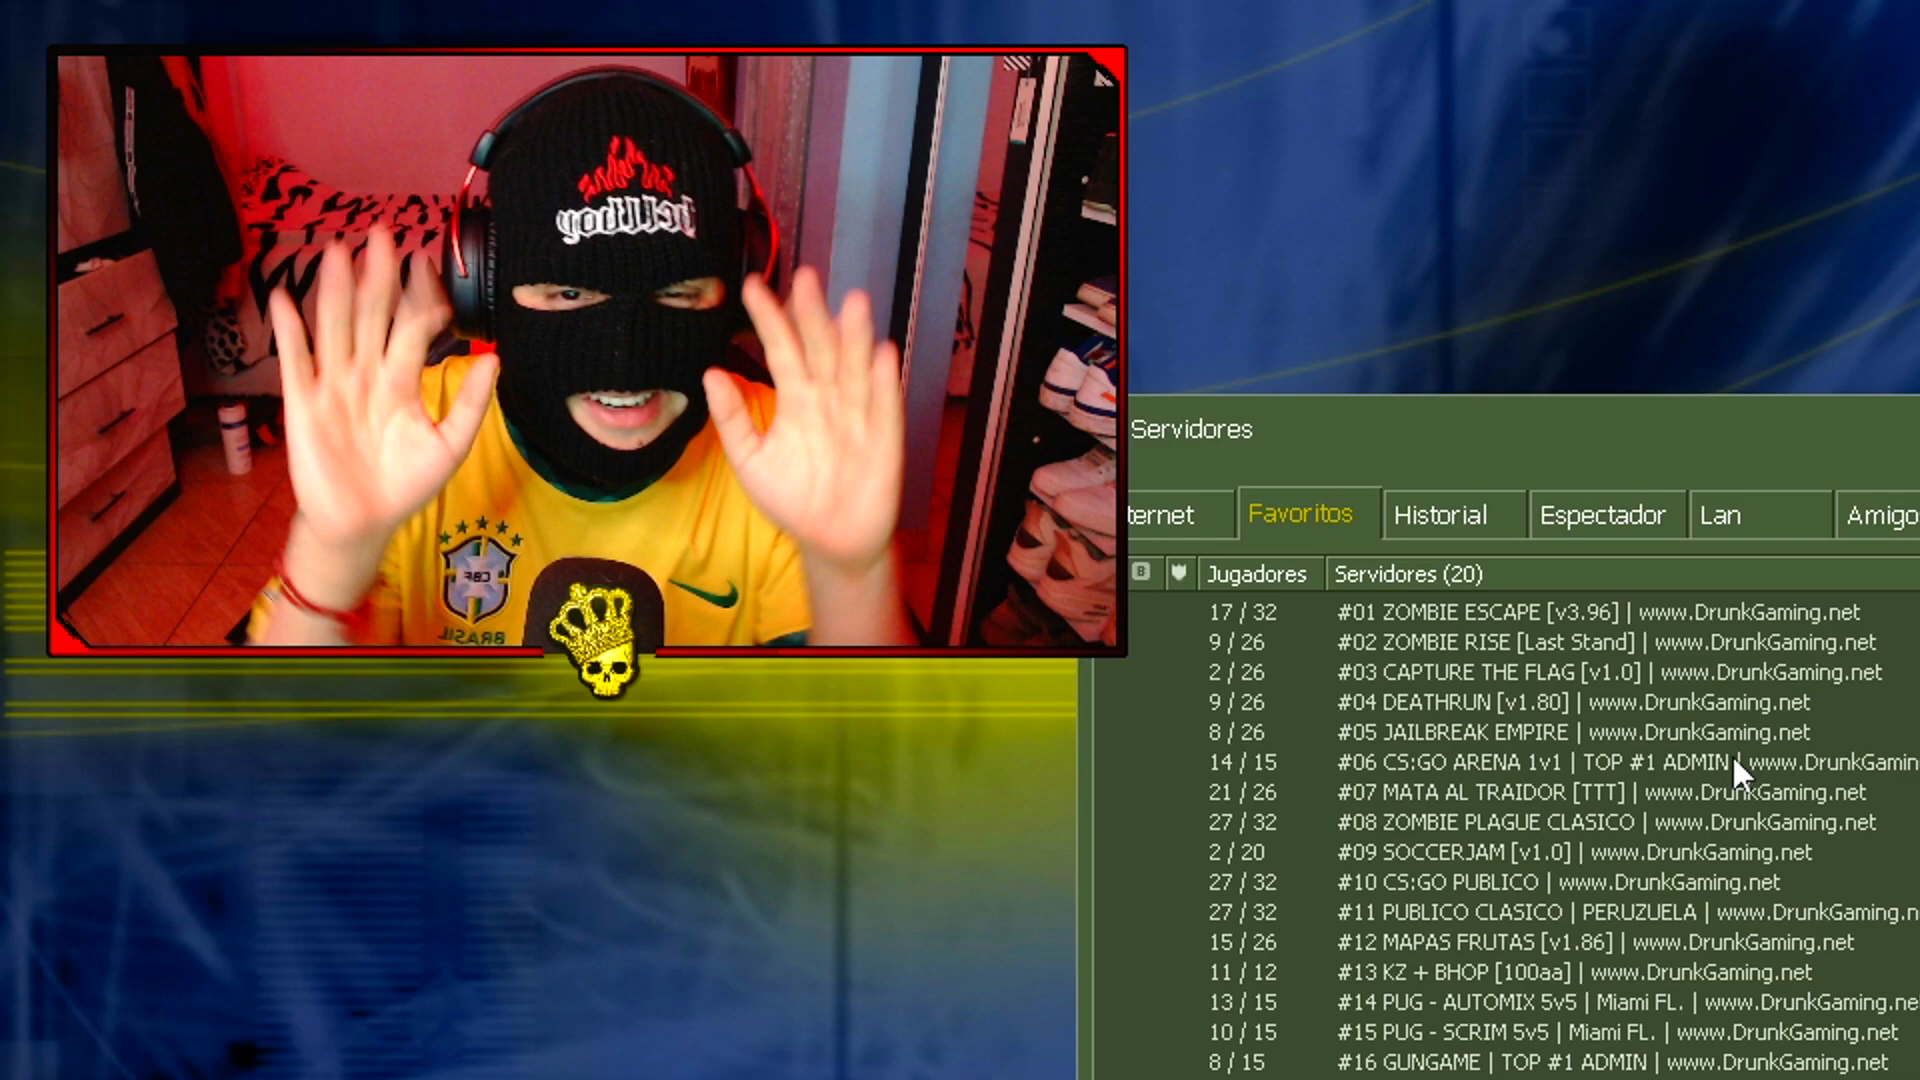 hellboy
CBF
BRASIL
Servidores
ternet
Favoritos
Historial
Espectador
Lan
Amigo
B
Jugadores
Servidores (20)
17 / 32 #01 ZOMBIE ESCAPE [v3.96] | www.DrunkGaming.net
9 / 26 #02 ZOMBIE RISE [Last Stand] | www.DrunkGaming.net
2 / 26 #03 CAPTURE THE FLAG [v1.0] | www.DrunkGaming.net
9 / 26 #04 DEATHRUN [v1.80] | www.DrunkGaming.net
8 / 26 #05 JAILBREAK EMPIRE | www.DrunkGaming.net
14 / 15 #06 CS:GO ARENA 1v1 | TOP #1 ADMIN | www.DrunkGamin
21 / 26 #07 MATA AL TRAIDOR [TTT] | www.DrunkGaming.net
27 / 32 #08 ZOMBIE PLAGUE CLASICO | www.DrunkGaming.net
2 / 20 #09 SOCCERJAM [v1.0] | www.DrunkGaming.net
27 / 32 #10 CS:GO PUBLICO | www.DrunkGaming.net
27 / 32 #11 PUBLICO CLASICO | PERUZUELA | www.DrunkGaming.n
15 / 26 #12 MAPAS FRUTAS [v1.86] | www.DrunkGaming.net
11 / 12 #13 KZ + BHOP [100aa] | www.DrunkGaming.net
13 / 15 #14 PUG - AUTOMIX 5v5 | Miami FL. | www.DrunkGaming.ne
10 / 15 #15 PUG - SCRIM 5v5 | Miami FL. | www.DrunkGaming.net
8 / 15 #16 GUNGAME | TOP #1 ADMIN | www.DrunkGaming.net